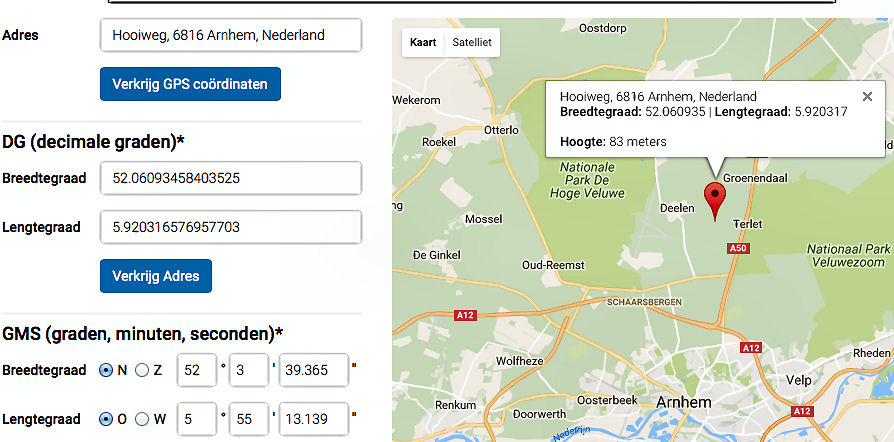 Adres
Hooiweg, 6816 Arnhem, Nederland
Verkrijg GPS coördinaten
DG (decimale graden)*
Breedtegraad 52.06093458403525
Lengtegraad 5.920316576957703
Verkrijg Adres
GMS (graden, minuten, seconden)*
Breedtegraad N Z 52 ° 3 ' 39.365 "
Lengtegraad O W 5 ° 55 ' 13.139 "
Kaart Satelliet
Oostdorp
Hooiweg, 6816 Arnhem, Nederland
Breedtegraad: 52.060935 | Lengtegraad: 5.920317
Hoogte: 83 meters
Wekerom
Otterlo
Roekel
Nationale
Park De
Hoge Veluwe
Groenendaal
Deelen
Mossel
Terlet
A50
De Ginkel
Oud-Reemst
Nationaal Park
Veluwezoom
SCHAARSBERGEN
A12
A12
Wolfheze
Rheden
Velp
Renkum
Oosterbeek
Arnhem
Doorwerth
A12
Nederrijn